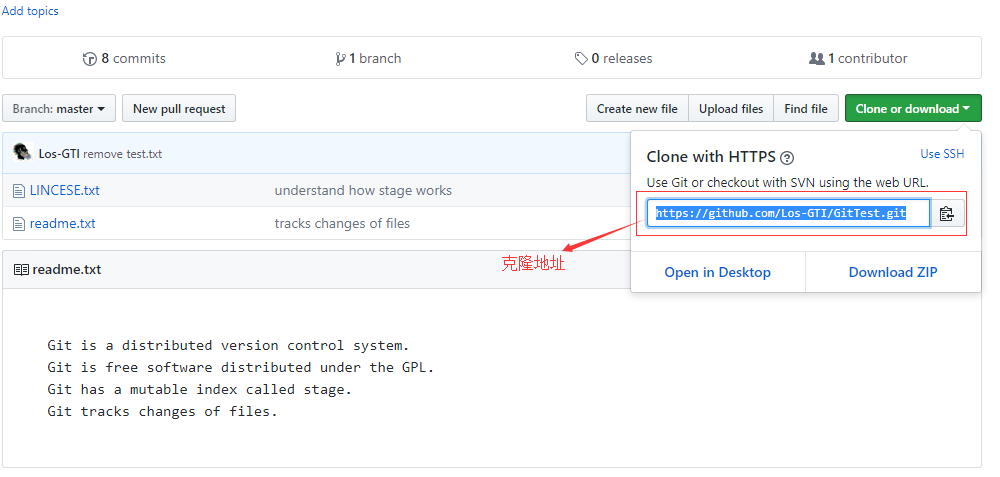 Add topics
8 commits 1 branch 0 releases 1 contributor
Branch: master New pull request Create new file Upload files Find file Clone or download
Los-GTI remove test.txt
Clone with HTTPS ? Use SSH
Use Git or checkout with SVN using the web URL.
https://github.com/Los-GTI/GitTest.git
Open in Desktop Download ZIP
LINCESE.txt understand how stage works
readme.txt tracks changes of files
克隆地址
readme.txt
Git is a distributed version control system.
Git is free software distributed under the GPL.
Git has a mutable index called stage.
Git tracks changes of files.